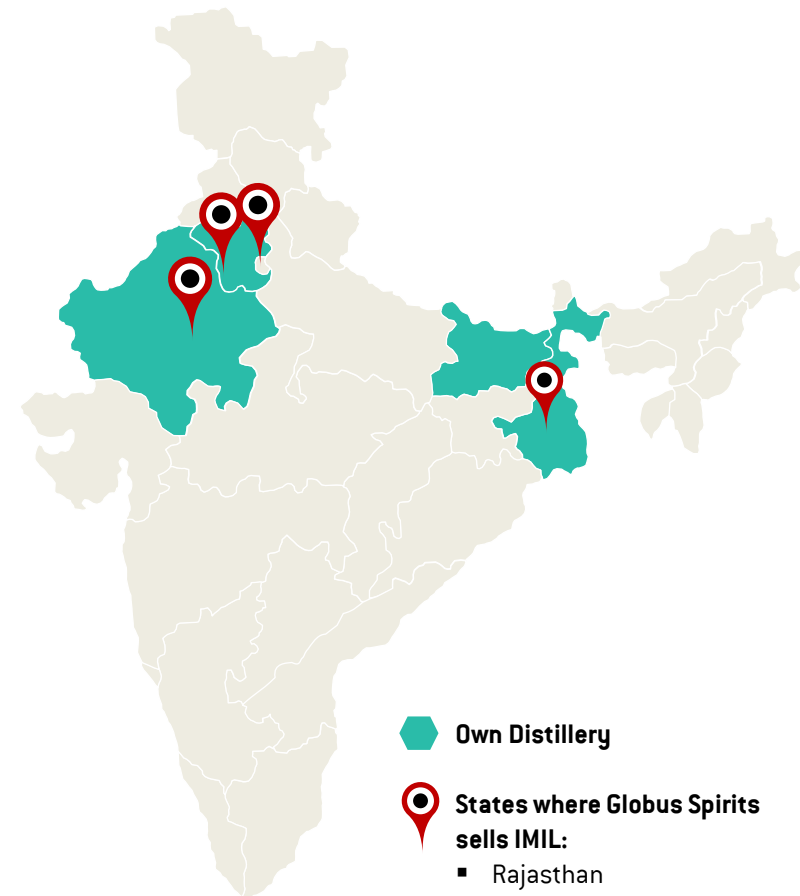 Own Distillery
States where Globus Spirits
sells IMIL:
▪ Rajasthan